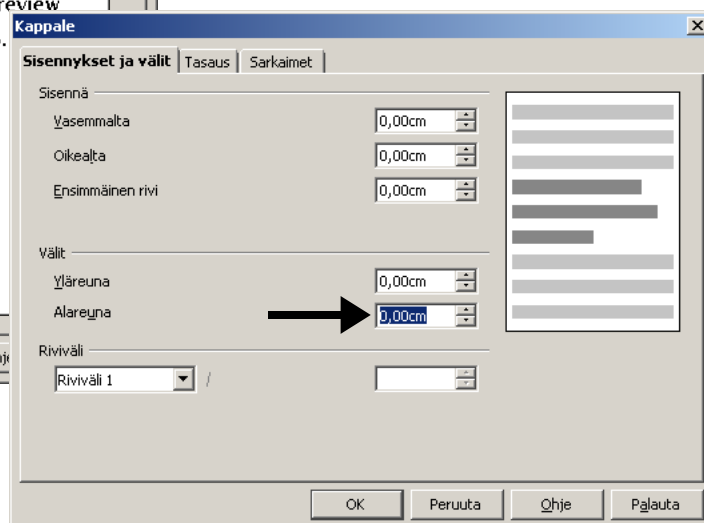 review
Kappale
Sisennykset ja välit Tasaus Sarkaimet
Sisennä
Vasemmalta 0,00cm
Oikealta 0,00cm
Ensimmäinen rivi 0,00cm
Välit
Yläreuna 0,00cm
Alareuna 0,00cm
Riviväli
Riviväli 1 /
OK Peruuta Ohje Palauta